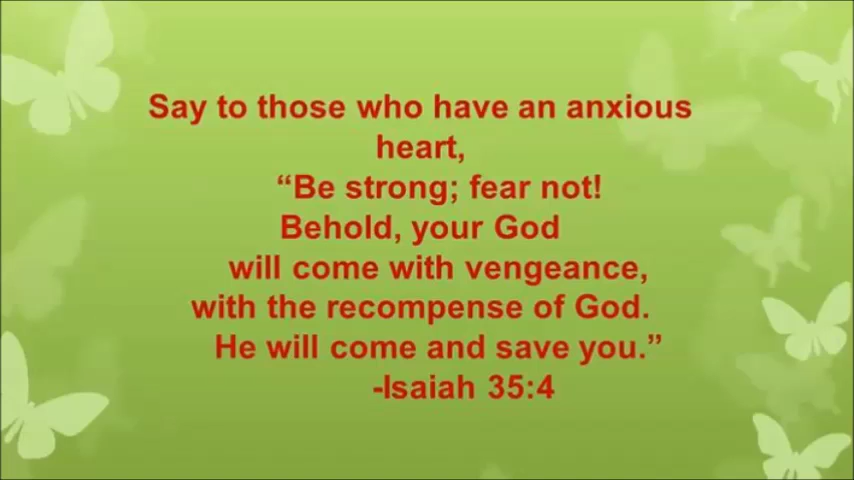 Say to those who have an anxious
heart,
“Be strong; fear not!
Behold, your God
will come with vengeance,
with the recompense of God.
He will come and save you.”
-Isaiah 35:4